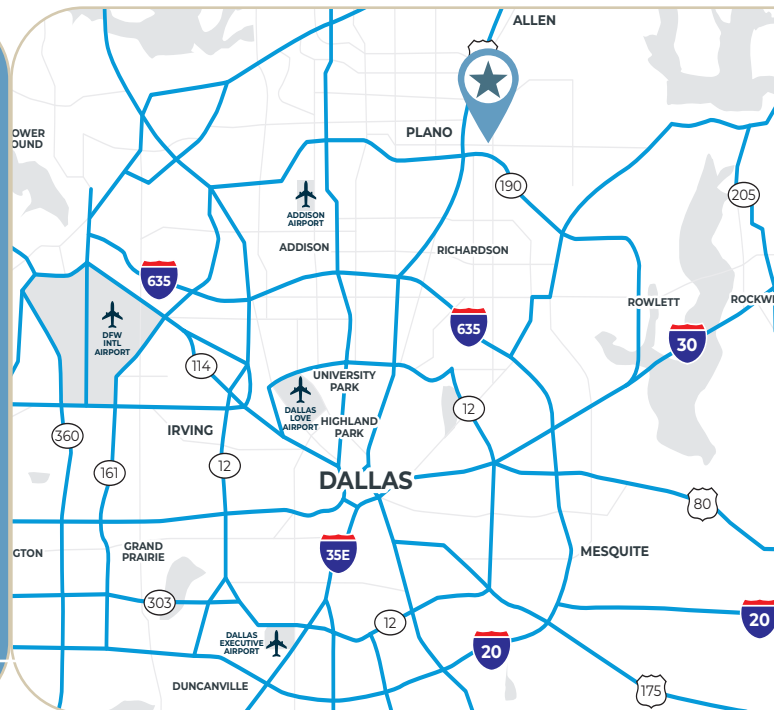 ALLEN
OWER
OUND
PLANO
190
205
ADDISON
AIRPORT
ADDISON
RICHARDSON
635
ROWLETT
ROCKW
DFW
INTL
AIRPORT
635
30
114
UNIVERSITY
PARK
DALLAS
LOVE
AIRPORT
HIGHLAND
PARK
12
360
IRVING
161
12
DALLAS
80
GTON
GRAND
PRAIRIE
35E
MESQUITE
303
12
20
DALLAS
EXECUTIVE
AIRPORT
20
DUNCANVILLE
175